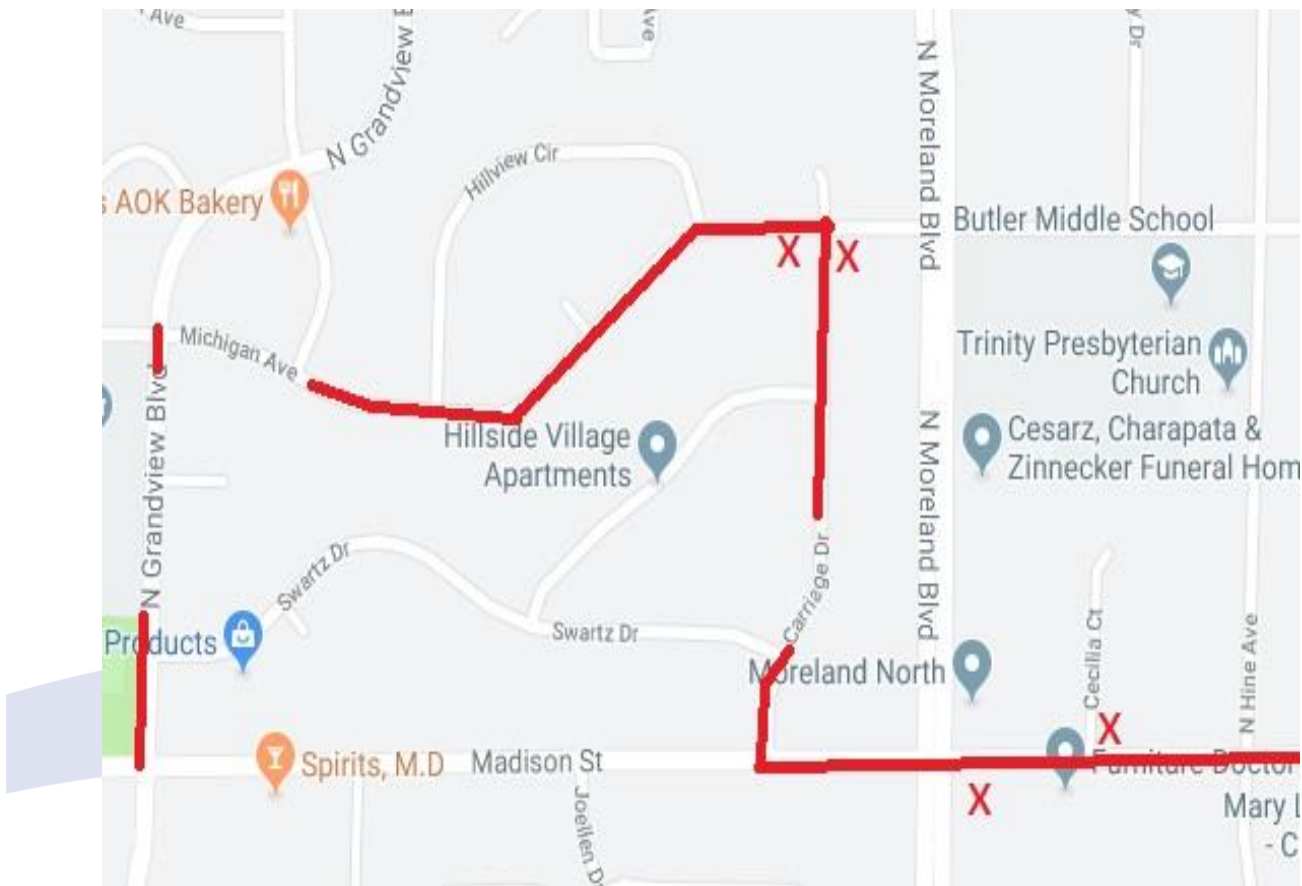 Ave
Ave
N Grandview B
N Moreland Blvd
y Dr
Hillview Cir
s AOK Bakery
Butler Middle School
X X
Michigan Ave
Trinity Presbyterian
Church
N Grandview Blvd
Hillside Village
Apartments
N Moreland Blvd
Cesarz, Charapata &
Zinnecker Funeral Hom
Swartz Dr
Carriage Dr
Products
Swartz Dr
Moreland North
Cecilia Ct
N Hine Ave
X
Spirits, M.D
Madison St
Furniture Doctor
Joellen D
X
Mary L
- C